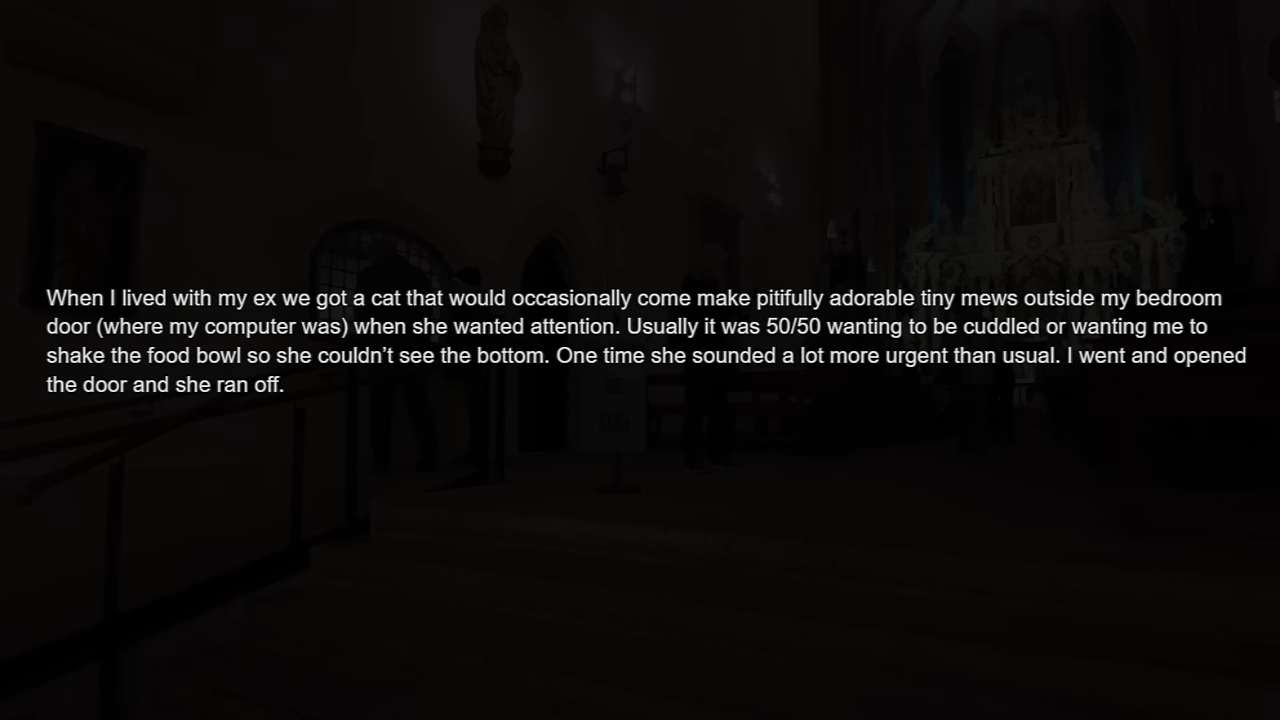 When I lived with my ex we got a cat that would occasionally come make pitifully adorable tiny mews outside my bedroom
door (where my computer was) when she wanted attention. Usually it was 50/50 wanting to be cuddled or wanting me to
shake the food bowl so she couldn’t see the bottom. One time she sounded a lot more urgent than usual. I went and opened
the door and she ran off.